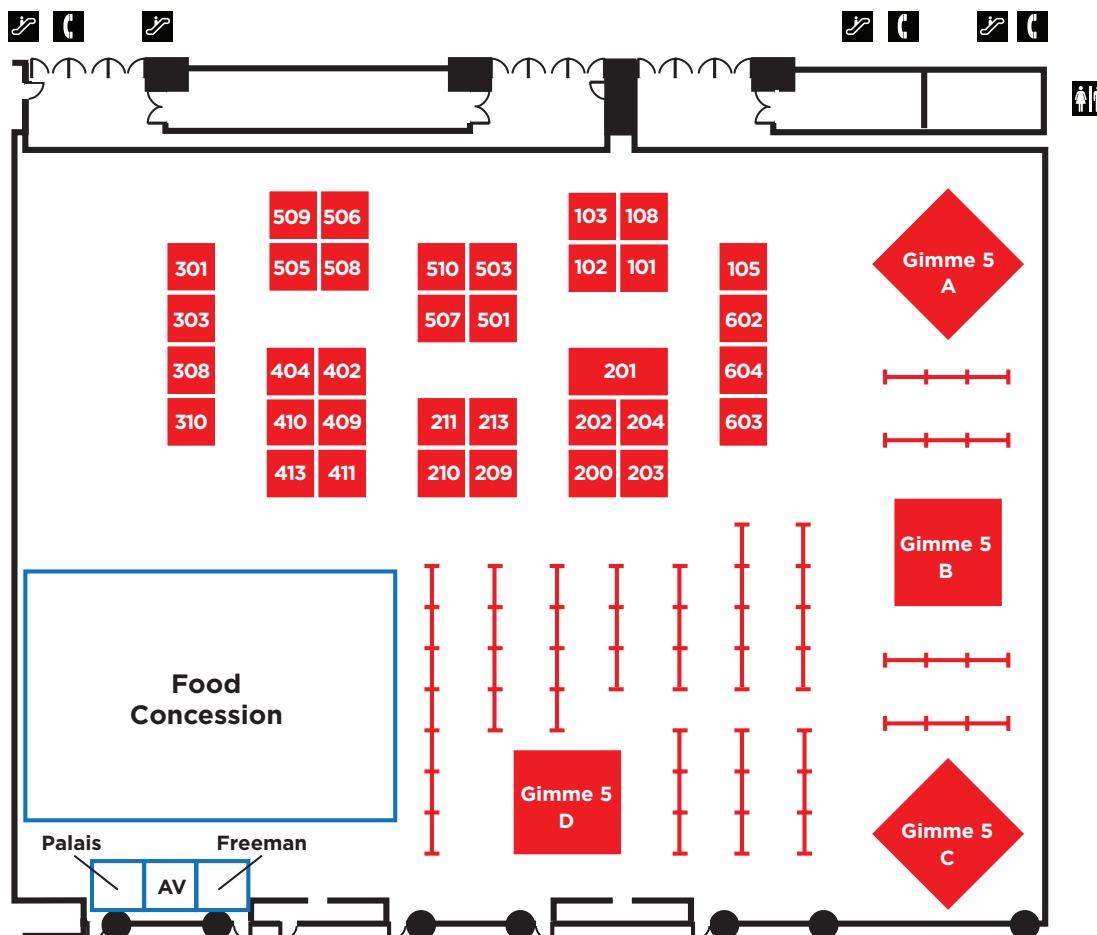 509 506
103 108
301
505 508
510 503
102 101
105
Gimme 5
A
303
507 501
602
308
404 402
201
604
310
410 409
211 213
202 204
603
413 411
210 209
200 203
Gimme 5
B
Food
Concession
Gimme 5
D
Gimme 5
C
Palais
Freeman
AV